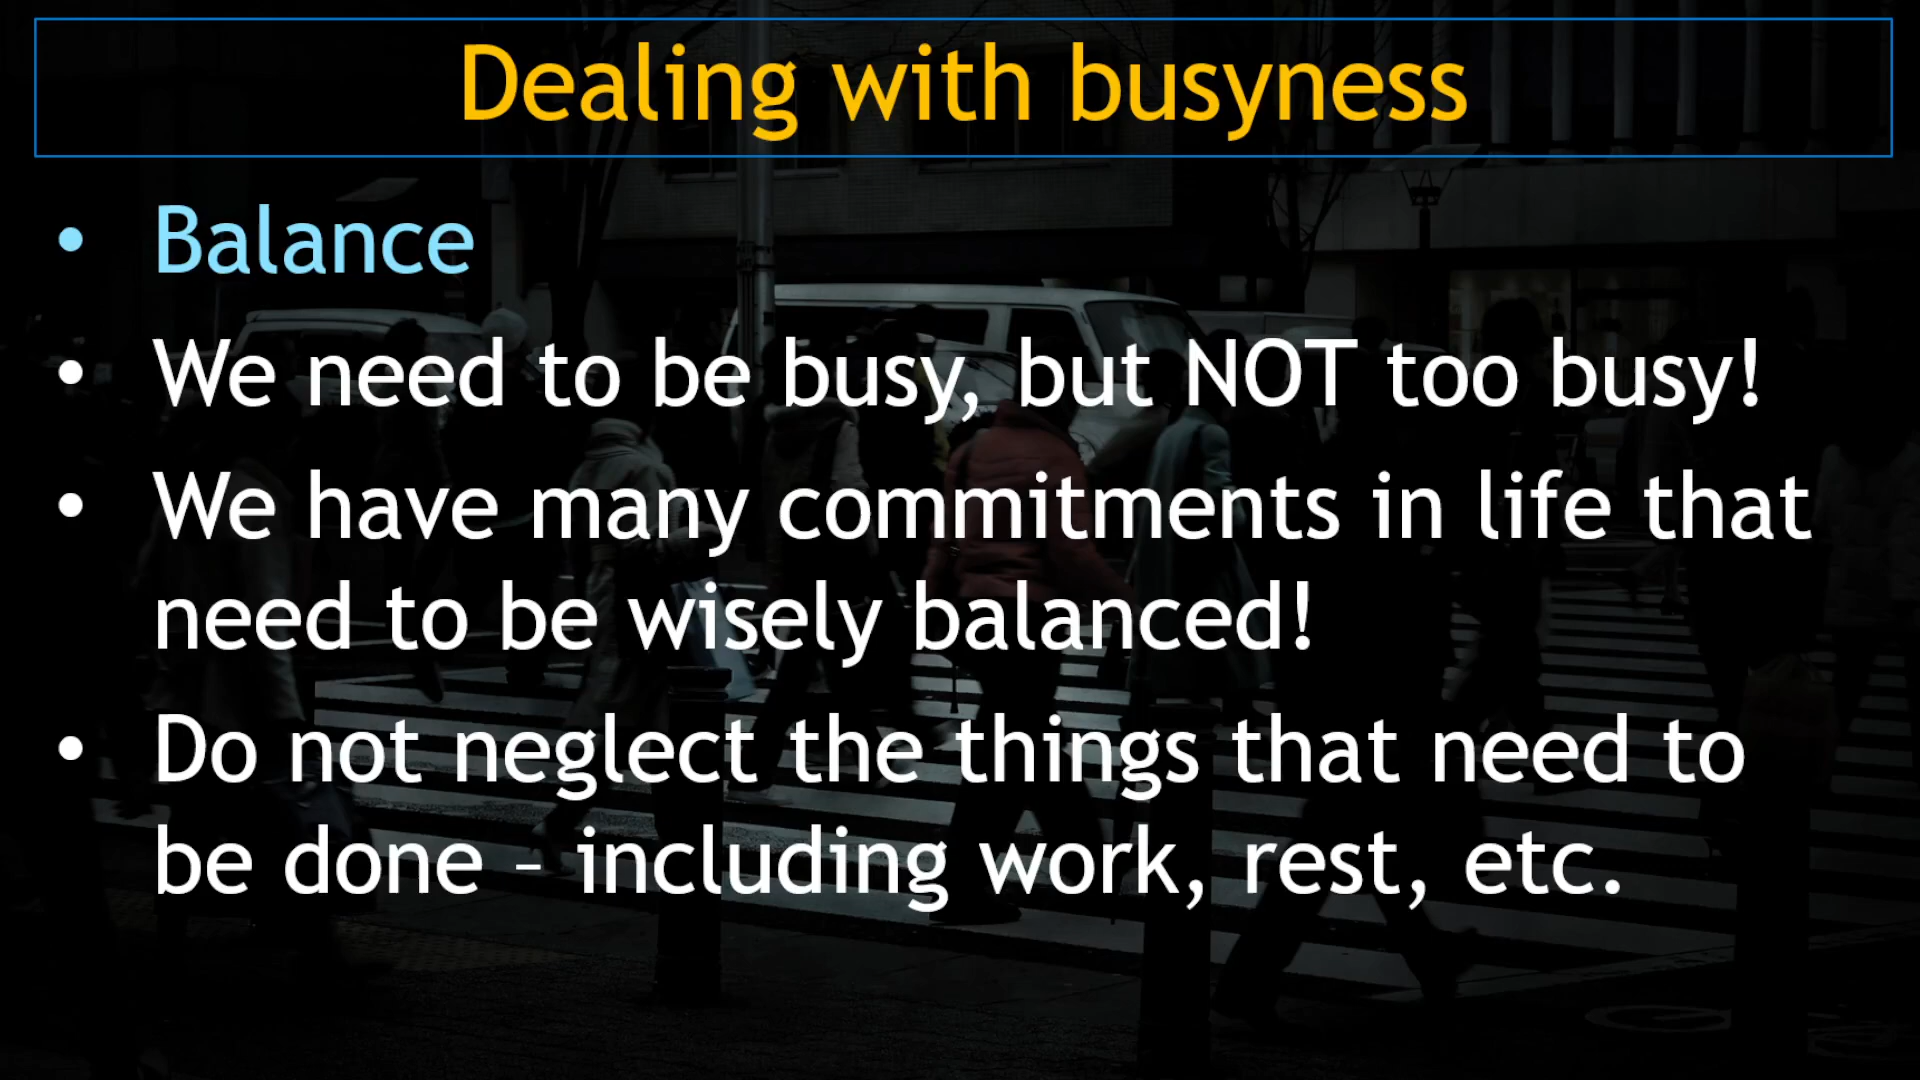 Dealing with busyness
• Balance
• We need to be busy, but NOT too busy!
• We have many commitments in life that
need to be wisely balanced!
• Do not neglect the things that need to
be done – including work, rest, etc.